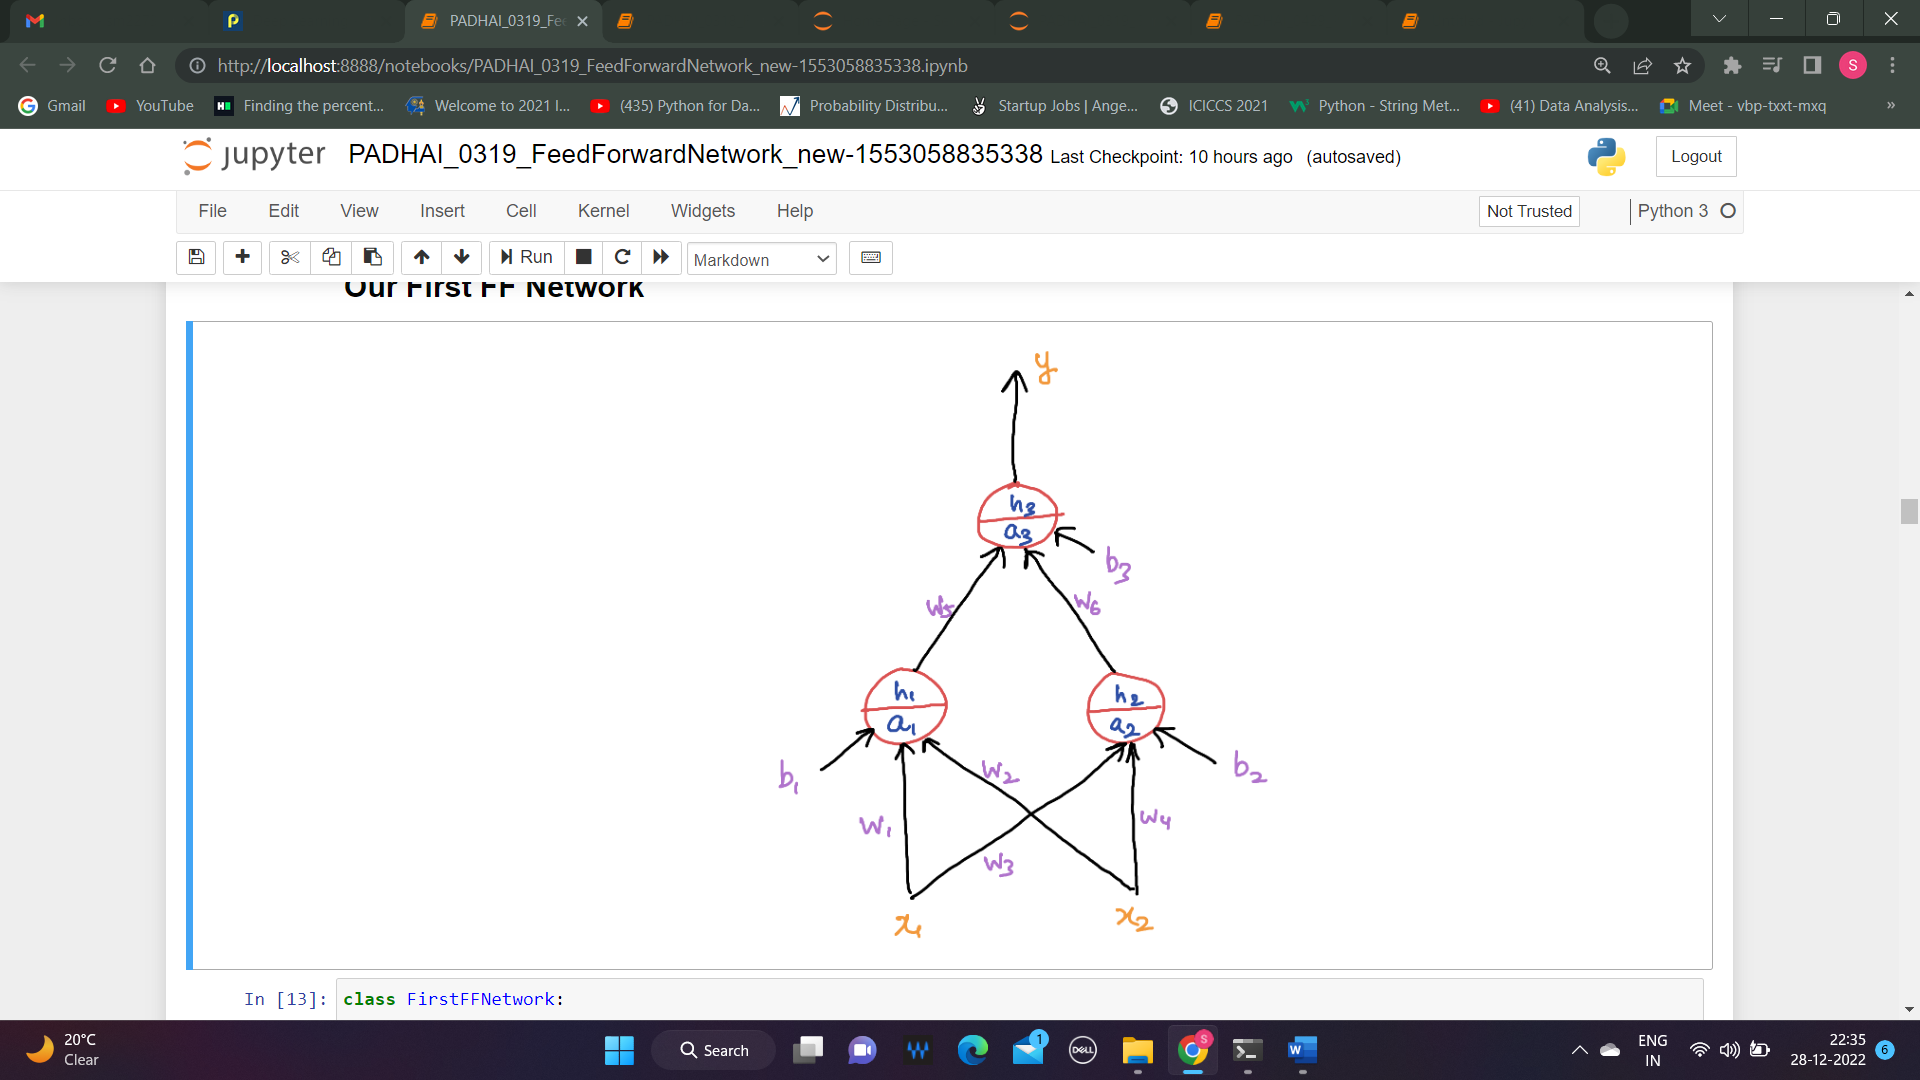 PADHAI_0319_Fe
http://localhost:8888/notebooks/PADHAI_0319_FeedForwardNetwork_new-1553058835338.ipynb
S
Gmail YouTube Finding the percent... Welcome to 2021 I... (435) Python for Da... Probability Distribu... Startup Jobs | Ange... ICICCS 2021 Python - String Met... (41) Data Analysis... Meet - vbp-txxt-mxq »
jupyter PADHAI_0319_FeedForwardNetwork_new-1553058835338 Last Checkpoint: 10 hours ago (autosaved) Logout
File Edit View Insert Cell Kernel Widgets Help Not Trusted Python 3
Run Markdown
Our First FF Network
y
h3
a3
b3
w5 w6
h1 h2
a1 a2
b1 w2 b2
w1 w4
w3
x1 x2
In [13]: class FirstFFNetwork:
20°C
Clear
Search
1
DELL
S
W
ENG
IN
22:35
28-12-2022
6